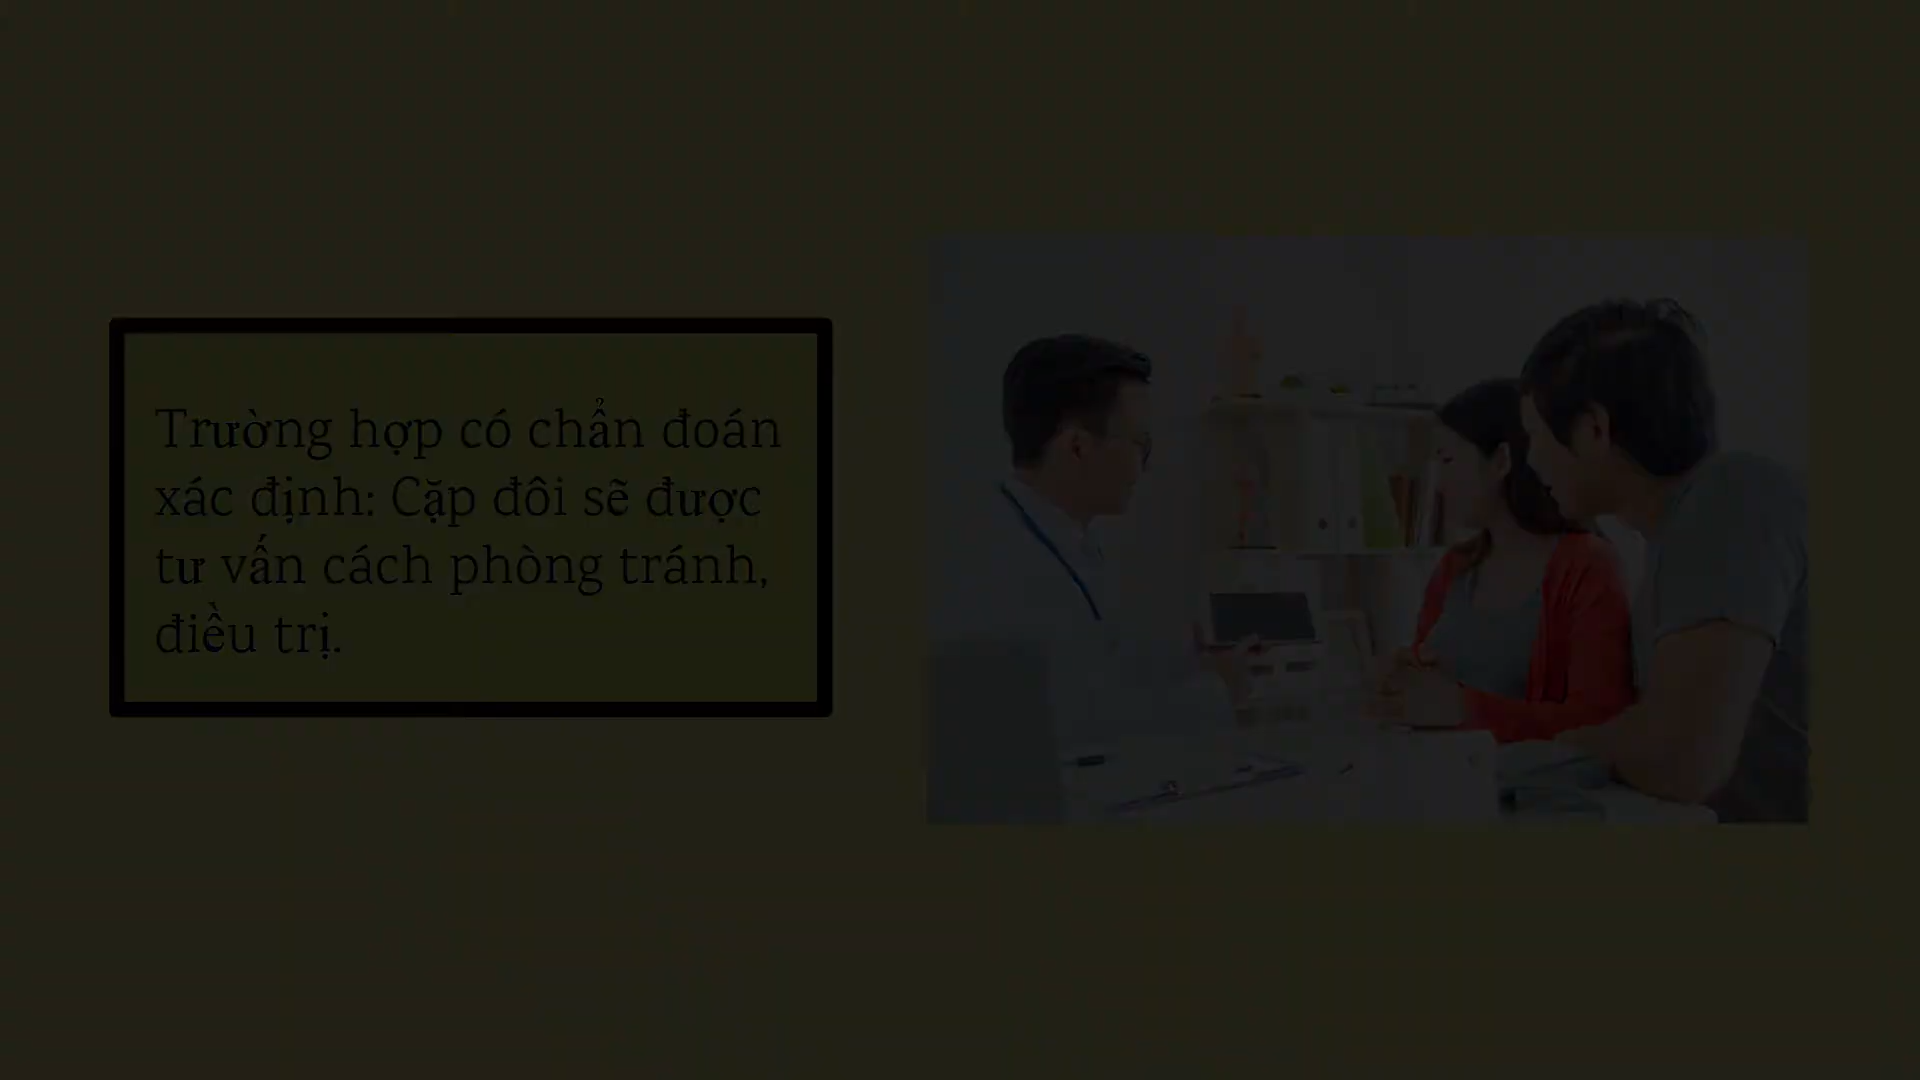 Trường hợp có chẩn đoán
xác định: Cặp đôi sẽ được
tư vấn cách phòng tránh,
điều trị.